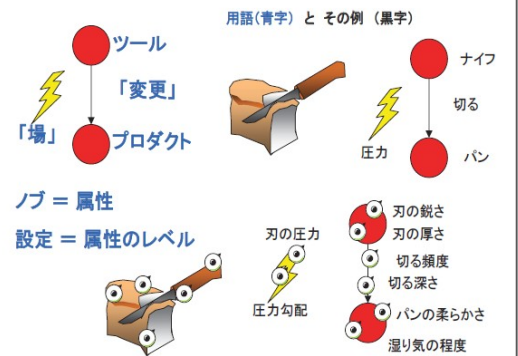 用語(青字) と その例 (黒字)
ツール
「変更」
「場」
プロダクト
ナイフ
切る
圧力
パン
ノブ = 属性
設定 = 属性のレベル
刃の圧力
圧力勾配
刃の鋭さ
刃の厚さ
切る頻度
切る深さ
パンの柔らかさ
湿り気の程度